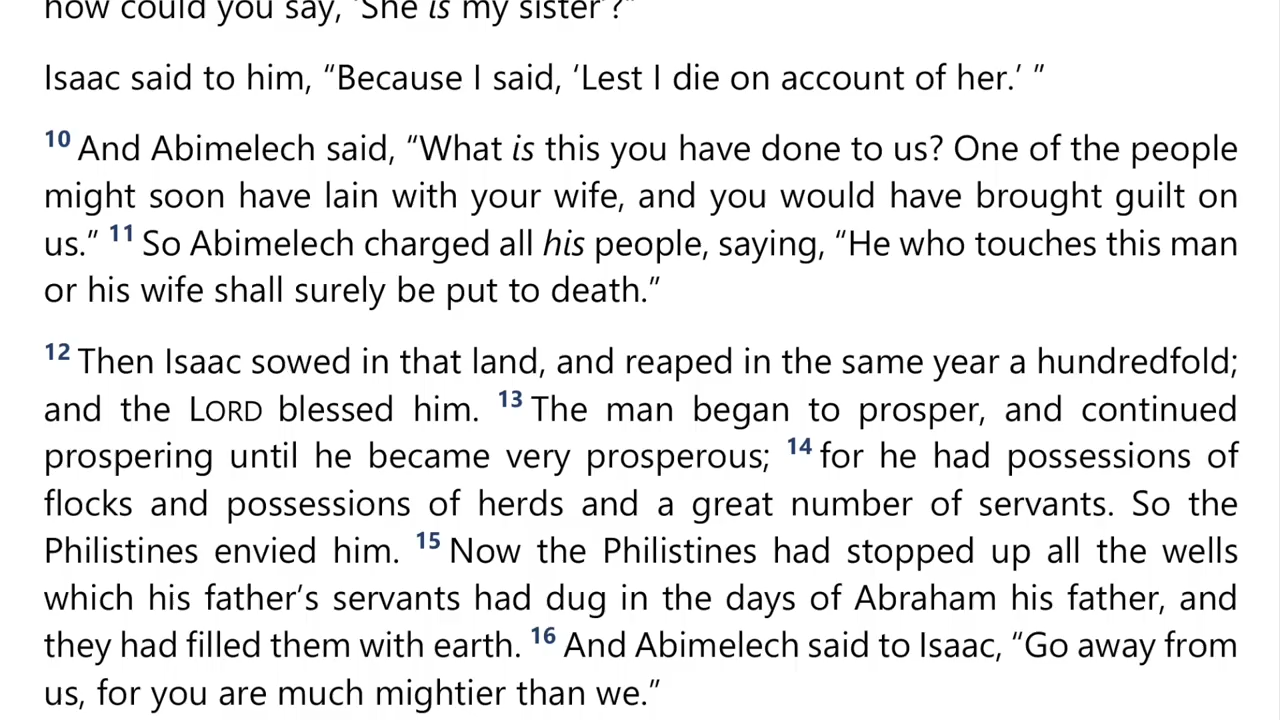 how could you say, ‘She is my sister’?”
Isaac said to him, “Because I said, ‘Lest I die on account of her.’ ”
10 And Abimelech said, “What is this you have done to us? One of the people
might soon have lain with your wife, and you would have brought guilt on
us.” 11 So Abimelech charged all his people, saying, “He who touches this man
or his wife shall surely be put to death.”
12 Then Isaac sowed in that land, and reaped in the same year a hundredfold;
and the LORD blessed him. 13 The man began to prosper, and continued
prospering until he became very prosperous; 14 for he had possessions of
flocks and possessions of herds and a great number of servants. So the
Philistines envied him. 15 Now the Philistines had stopped up all the wells
which his father’s servants had dug in the days of Abraham his father, and
they had filled them with earth. 16 And Abimelech said to Isaac, “Go away from
us, for you are much mightier than we.”